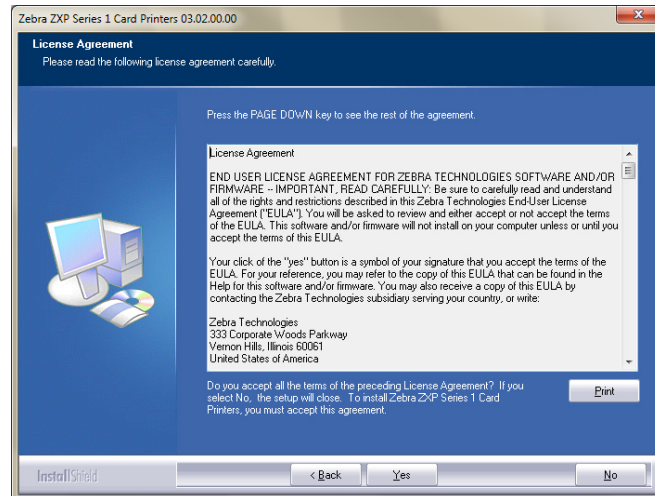 Zebra ZXP Series 1 Card Printers 03.02.00.00
License Agreement
Please read the following license agreement carefully.
Press the PAGE DOWN key to see the rest of the agreement.
License Agreement
END USER LICENSE AGREEMENT FOR ZEBRA TECHNOLOGIES SOFTWARE AND/OR
FIRMWARE -- IMPORTANT, READ CAREFULLY: Be sure to carefully read and understand
all of the rights and restrictions described in this Zebra Technologies End-User License
Agreement ("EULA"). You will be asked to review and either accept or not accept the terms
of the EULA. This software and/or firmware will not install on your computer unless or until you
accept the terms of this EULA.
Your click of the "yes" button is a symbol of your signature that you accept the terms of the
EULA. For your reference, you may refer to the copy of this EULA that can be found in the
Help for this software and/or firmware. You may also receive a copy of this EULA by
contacting the Zebra Technologies subsidiary serving your country, or write:
Zebra Technologies
333 Corporate Woods Parkway
Vernon Hills, Illinois 60061
United States of America
Do you accept all the terms of the preceding License Agreement? If you
select No, the setup will close. To install Zebra ZXP Series 1 Card
Printers, you must accept this agreement.
Print
InstallShield
< Back
Yes
No